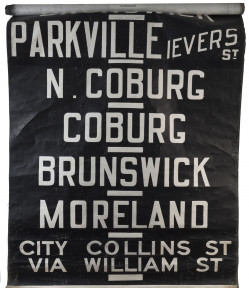 PARKVILLE IEVERS ST
N. COBURG
COBURG
BRUNSWICK
MORELAND
CITY COLLINS ST
VIA WILLIAM ST